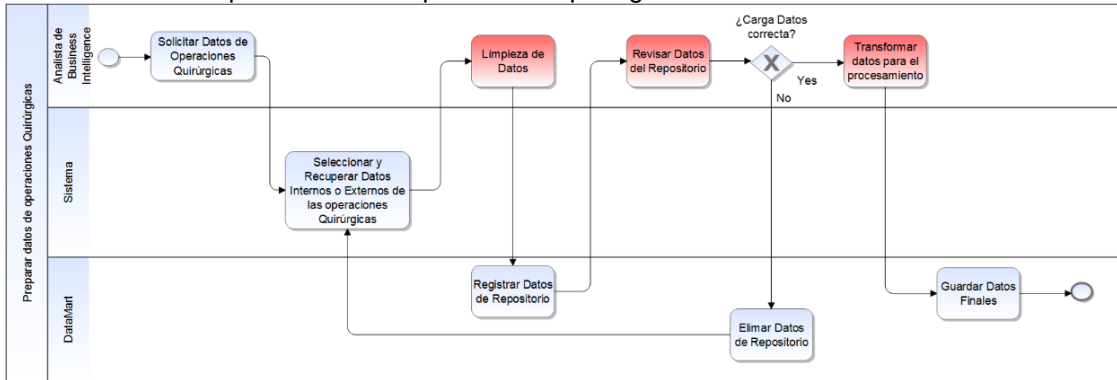 Preparar datos de operaciones Quirúrgicas
Analista de
Business
Intelligence
Solicitar Datos de
Operaciones
Quirúrgicas
Limpieza de
Datos
Revisar Datos
del Repositorio
¿Carga Datos
correcta?
X
Yes
No
Transformar
datos para el
procesamiento
Sistema
Seleccionar y
Recuperar Datos
Internos o Externos de
las operaciones
Quirúrgicas
DataMart
Registrar Datos
de Repositorio
Elimar Datos
de Repositorio
Guardar Datos
Finales